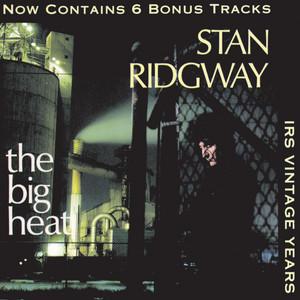 NOW CONTAINS 6 BONUS TRACKS
STAN
RIDGWAY
the
big
heat
IRS VINTAGE YEARS